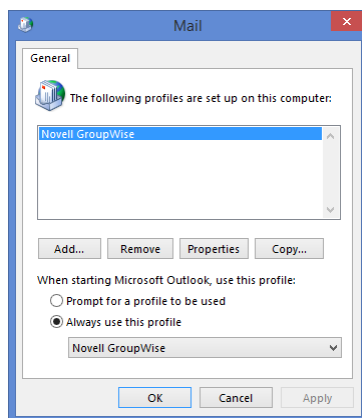 Mail
General
The following profiles are set up on this computer:
Novell GroupWise
Add...
Remove
Properties
Copy...
When starting Microsoft Outlook, use this profile:
Prompt for a profile to be used
Always use this profile
Novell GroupWise
OK
Cancel
Apply